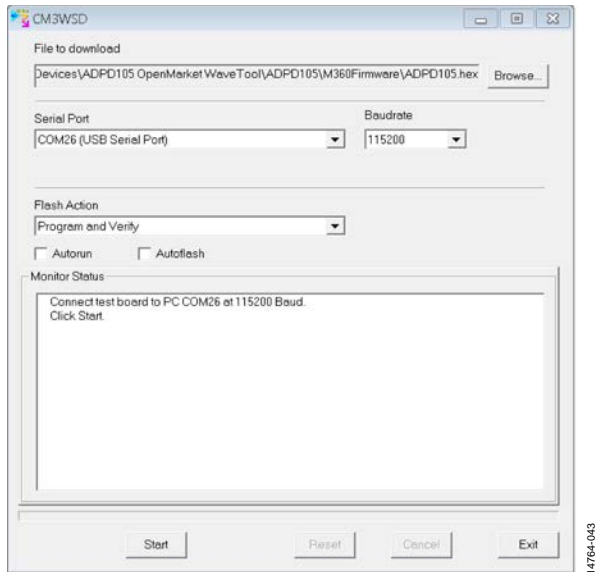 CM3WSD
File to download
Devices\ADPD105 OpenMarket WaveTool\ADPD105\M360Firmware\ADPD105.hex
Browse...
Serial Port
Baudrate
COM26 (USB Serial Port)
115200
Flash Action
Program and Verify
Autorun
Autoflash
Monitor Status
Connect test board to PC COM26 at 115200 Baud.
Click Start.
Start
Reset
Cancel
Exit
14764-043